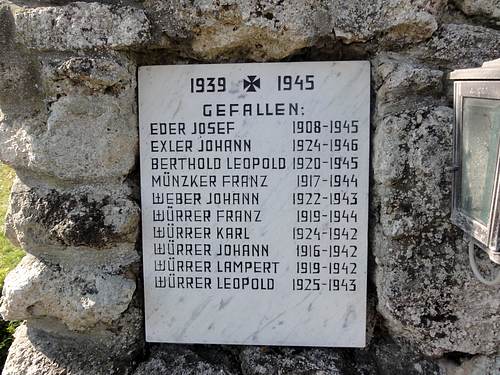 1939 ✠ 1945
GEFALLEN:
EDER JOSEF 1908-1945
EXLER JOHANN 1924-1946
BERTHOLD LEOPOLD 1920-1945
MÜNZKER FRANZ 1917-1944
WEBER JOHANN 1922-1943
WÜRRER FRANZ 1919-1944
WÜRRER KARL 1924-1942
WÜRRER JOHANN 1916-1942
WÜRRER LAMPERT 1919-1942
WÜRRER LEOPOLD 1925-1943